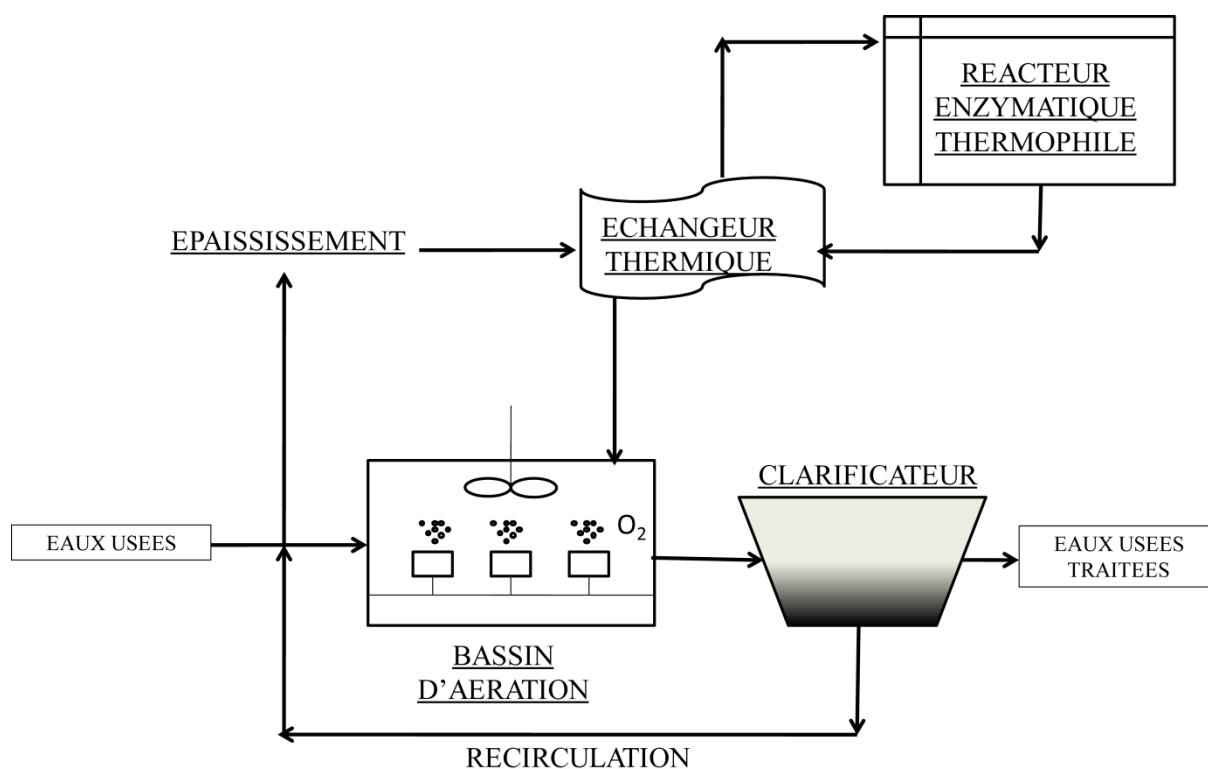 REACTEUR
ENZYMATIQUE
THERMOPHILE
ECHANGEUR
THERMIQUE
EPAISSISSEMENT
CLARIFICATEUR
O₂
EAUX USEES
EAUX USEES
TRAITEES
BASSIN
D'AERATION
RECIRCULATION